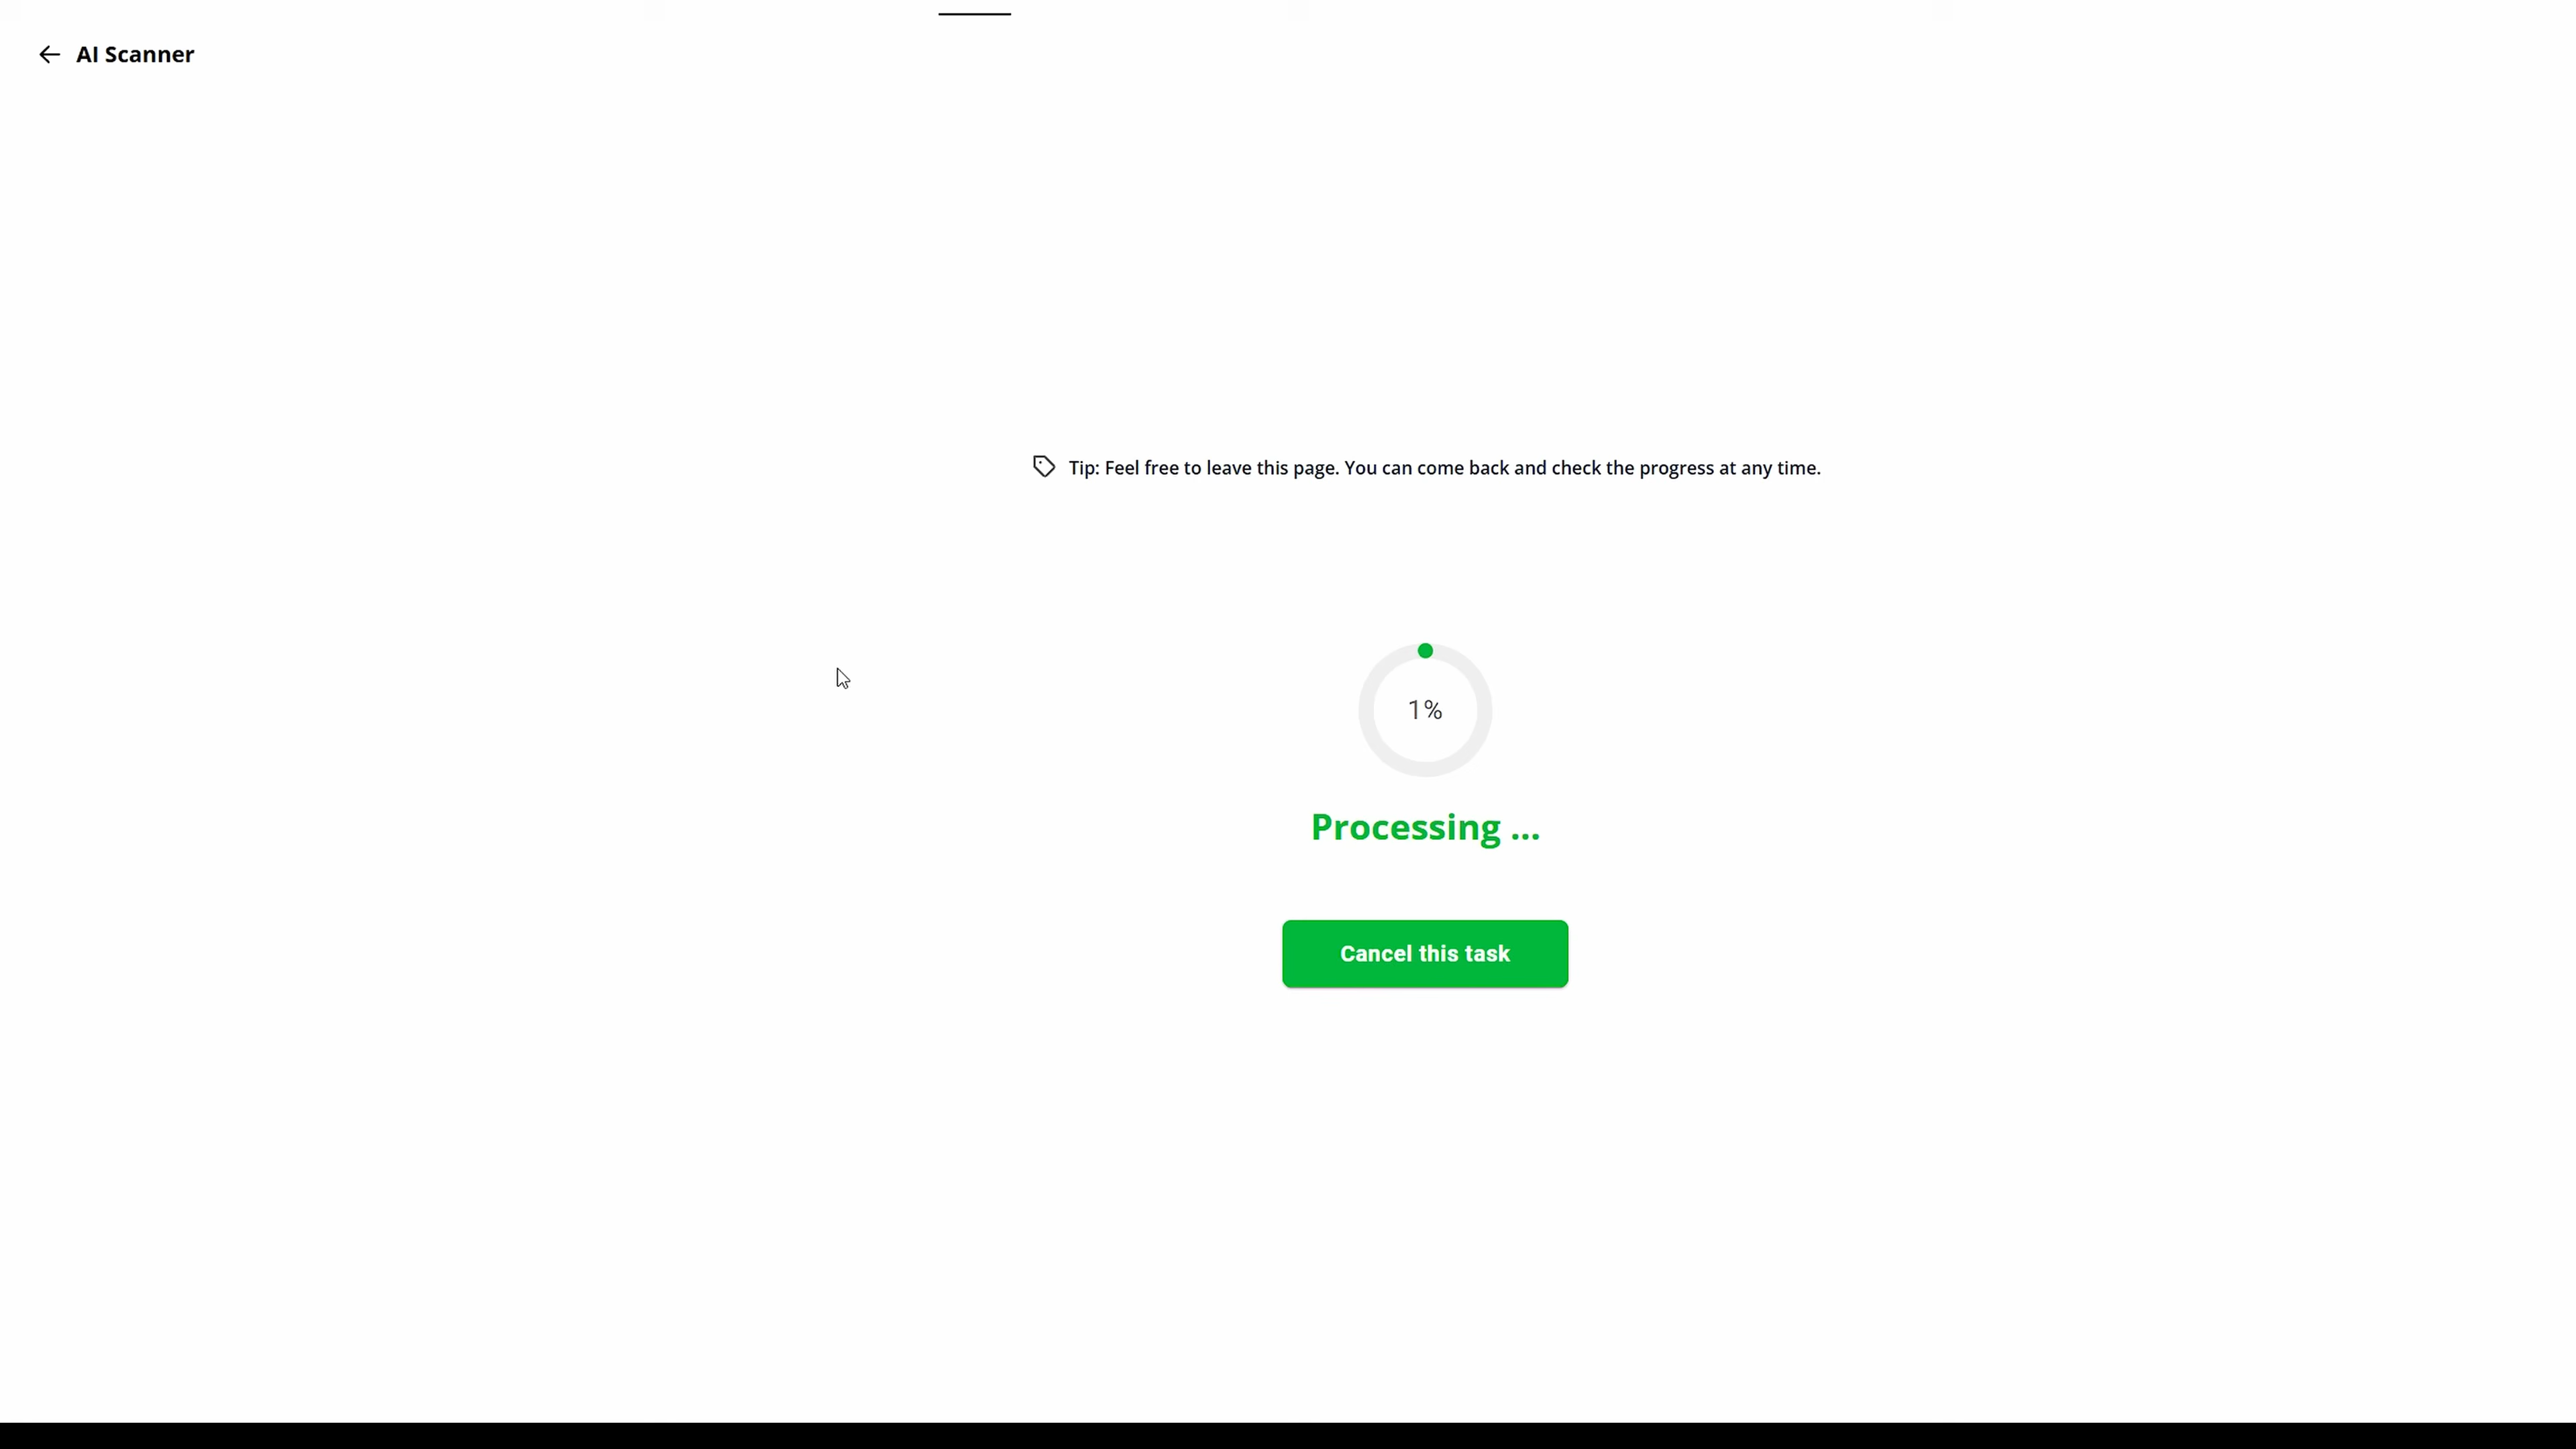 AI Scanner
Tip: Feel free to leave this page. You can come back and check the progress at any time.
1%
Processing ...
Cancel this task